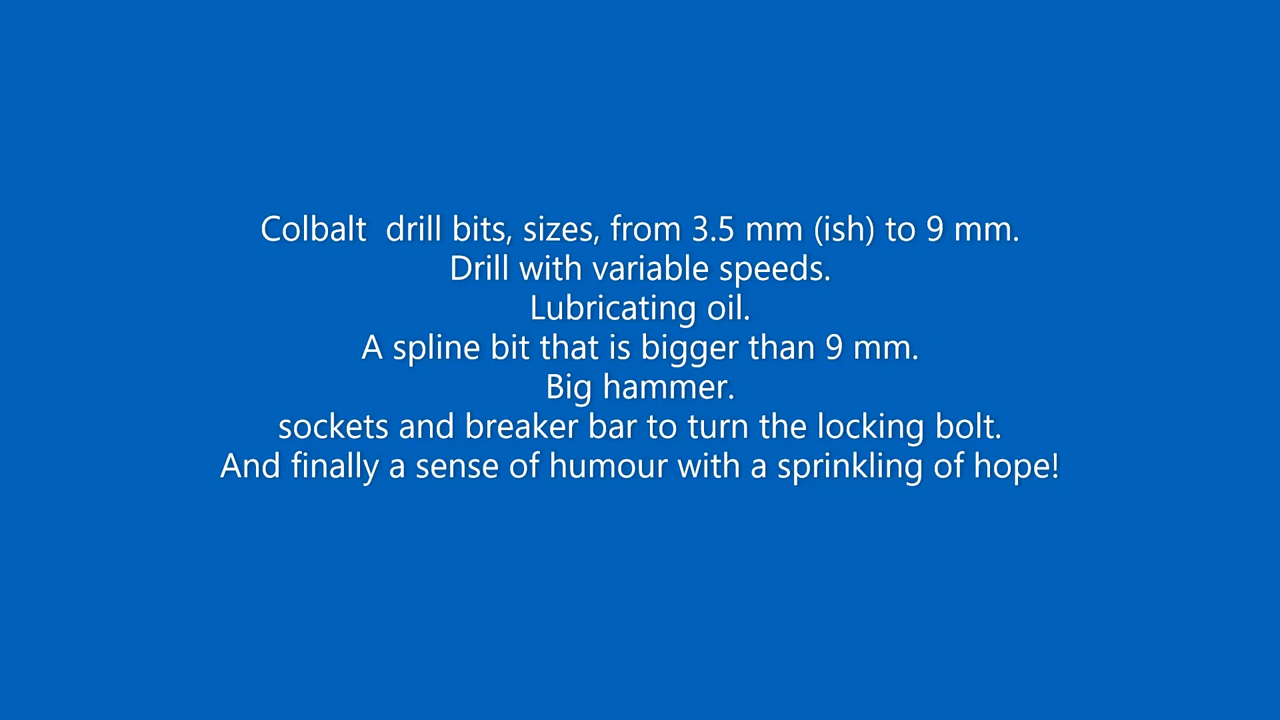 Colbalt  drill bits, sizes, from 3.5 mm (ish) to 9 mm.
Drill with variable speeds.
Lubricating oil.
A spline bit that is bigger than 9 mm.
Big hammer.
sockets and breaker bar to turn the locking bolt.
And finally a sense of humour with a sprinkling of hope!